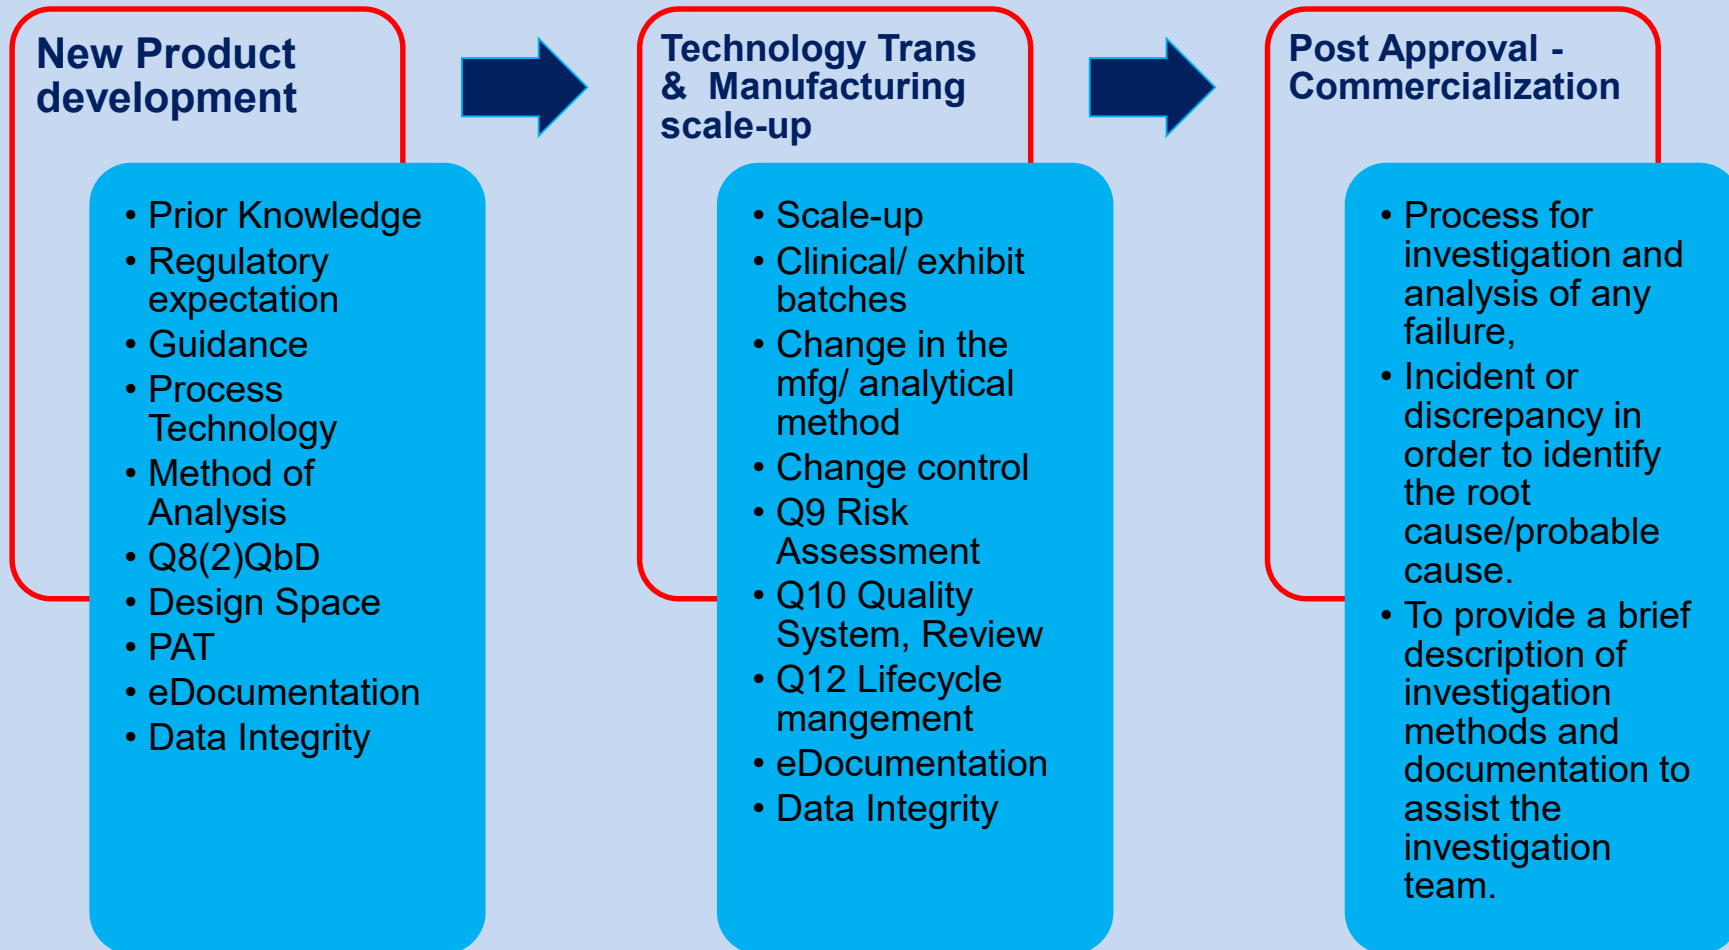 New Product
development
• Prior Knowledge
• Regulatory
expectation
• Guidance
• Process
Technology
• Method of
Analysis
• Q8(2)QbD
• Design Space
• PAT
• eDocumentation
• Data Integrity
Technology Trans
& Manufacturing
scale-up
• Scale-up
• Clinical/ exhibit
batches
• Change in the
mfg/ analytical
method
• Change control
• Q9 Risk
Assessment
• Q10 Quality
System, Review
• Q12 Lifecycle
mangement
• eDocumentation
• Data Integrity
Post Approval -
Commercialization
• Process for
investigation and
analysis of any
failure,
• Incident or
discrepancy in
order to identify
the root
cause/probable
cause.
• To provide a brief
description of
investigation
methods and
documentation to
assist the
investigation
team.